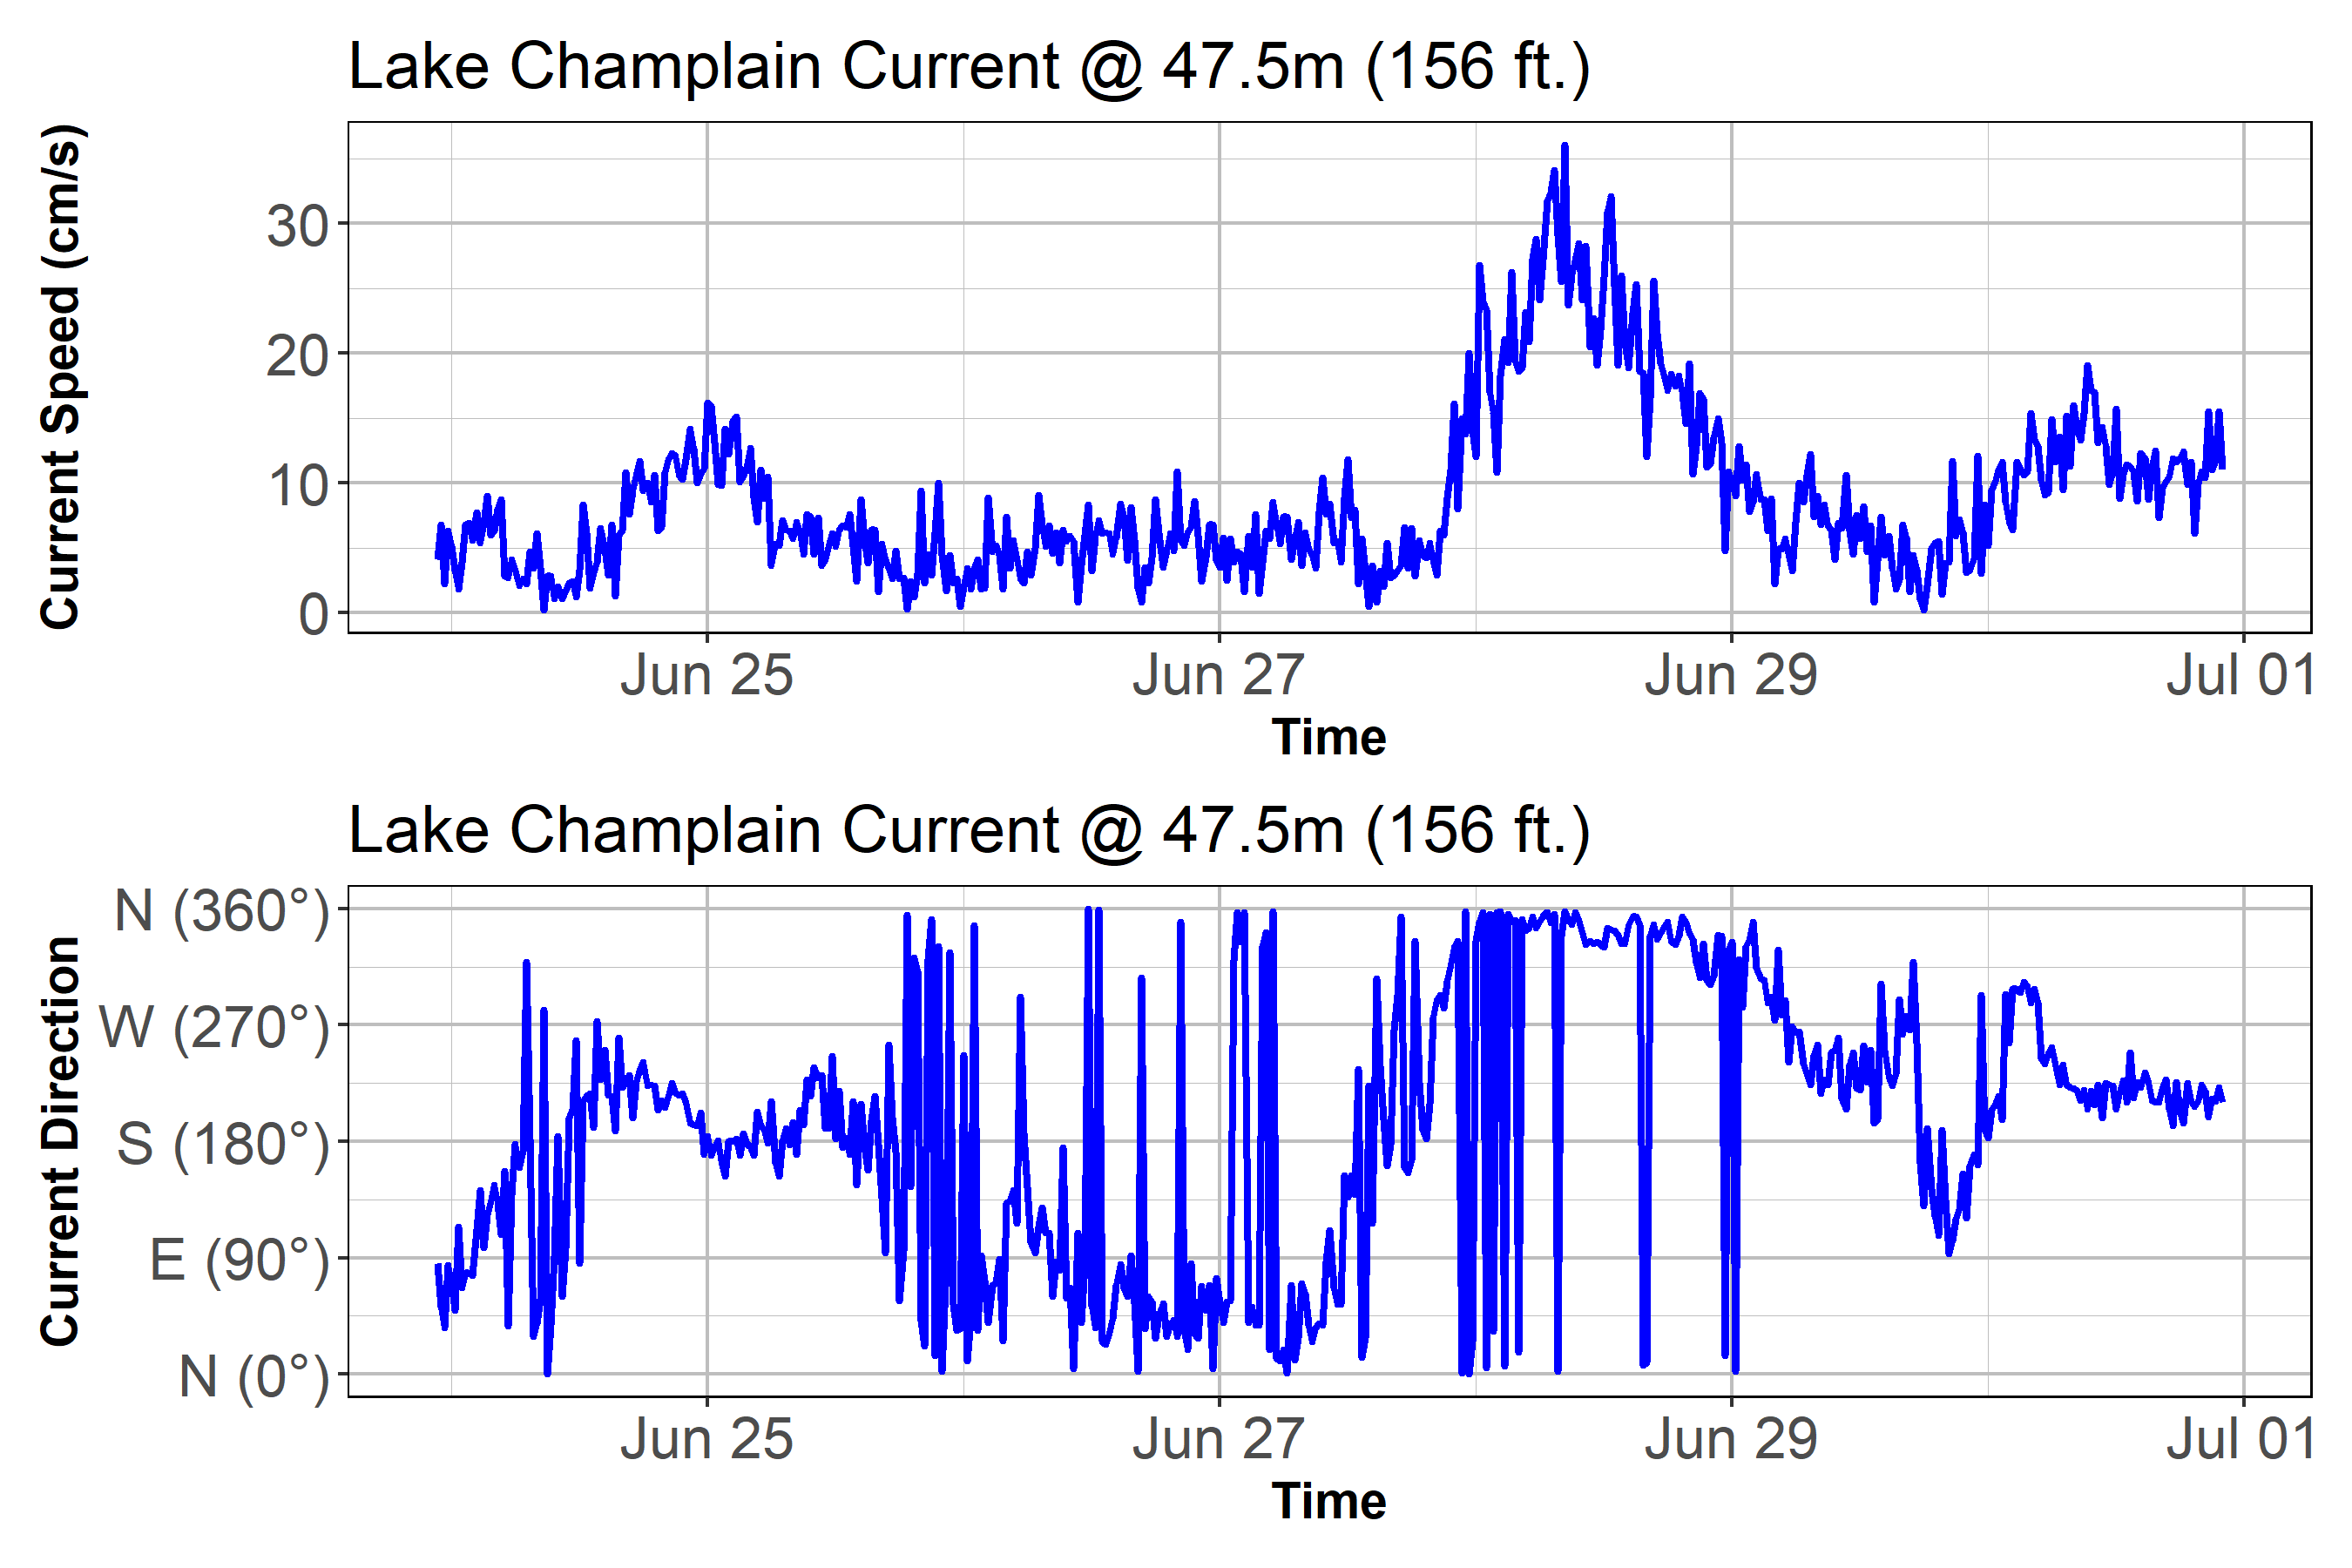 Lake Champlain Current @ 47.5m (156 ft.)
Current Speed (cm/s)
30
20
10
0
Jun 25 Jun 27 Jun 29 Jul 01
Time
Lake Champlain Current @ 47.5m (156 ft.)
Current Direction
N (360°)
W (270°)
S (180°)
E (90°)
N (0°)
Jun 25 Jun 27 Jun 29 Jul 01
Time